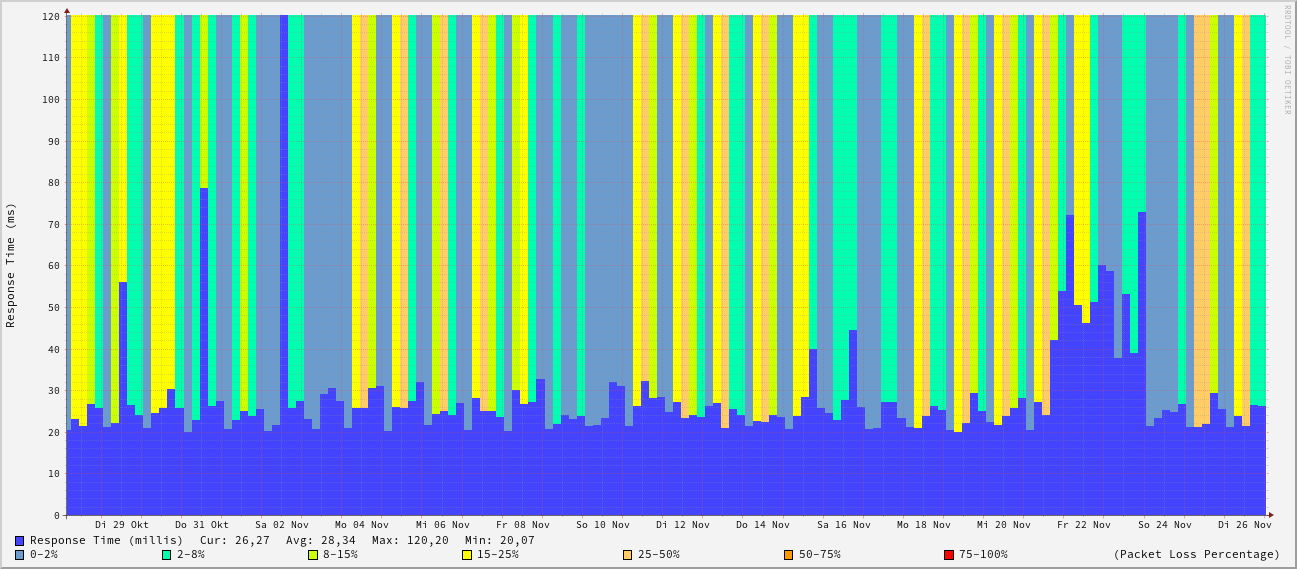 RRDTOOL / TOBI OETIKER
Response Time (ms)
120
110
100
90
80
70
60
50
40
30
20
10
0
Di 29 Okt Do 31 Okt Sa 02 Nov Mo 04 Nov Mi 06 Nov Fr 08 Nov So 10 Nov Di 12 Nov Do 14 Nov Sa 16 Nov Mo 18 Nov Mi 20 Nov Fr 22 Nov So 24 Nov Di 26 Nov
Response Time (millis) Cur: 26,27 Avg: 28,34 Max: 120,20 Min: 20,07
0-2% 2-8% 8-15% 15-25% 25-50% 50-75% 75-100% (Packet Loss Percentage)